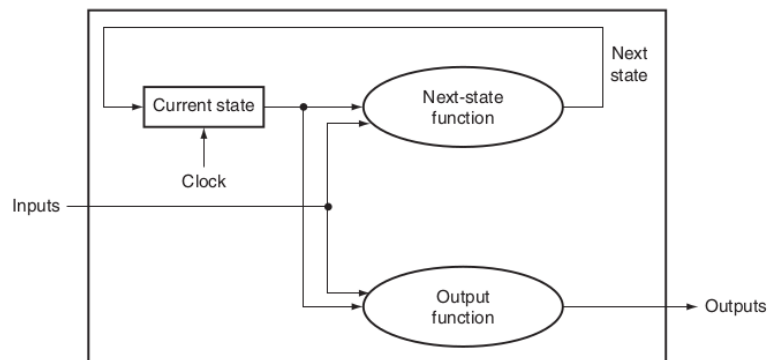 Next
state
Next-state
function
Current state
Clock
Inputs
Output
function
Outputs